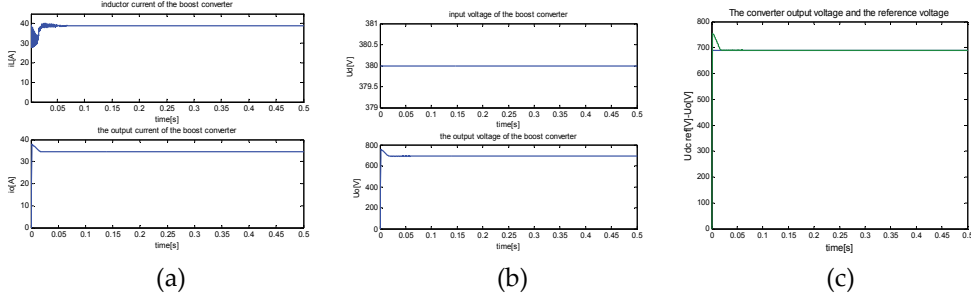 inductor current of the boost converter
iL[A]
40
30
20
10
0
0 0.05 0.1 0.15 0.2 0.25 0.3 0.35 0.4 0.45 0.5
time[s]
the output current of the boost converter
io[A]
40
20
0
0 0.05 0.1 0.15 0.2 0.25 0.3 0.35 0.4 0.45 0.5
time[s]
(a)
input voltage of the boost converter
Ud[V]
381
380.5
380
379.5
379
0 0.05 0.1 0.15 0.2 0.25 0.3 0.35 0.4 0.45 0.5
time[s]
the output voltage of the boost converter
Uo[V]
800
600
400
200
0
0 0.05 0.1 0.15 0.2 0.25 0.3 0.35 0.4 0.45 0.5
time[s]
(b)
The converter output voltage and the reference voltage
U dc ref[V]-Uo[V]
800
700
600
500
400
300
200
100
0
0 0.05 0.1 0.15 0.2 0.25 0.3 0.35 0.4 0.45 0.5
time[s]
(c)